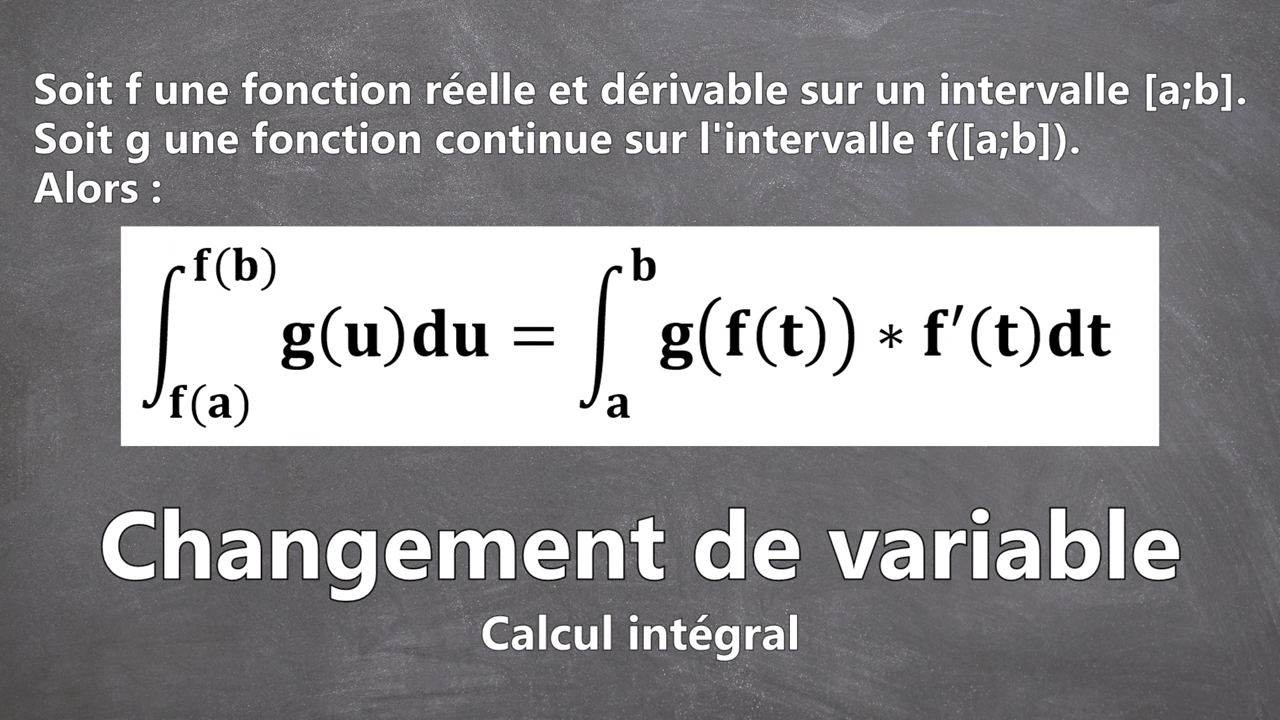 Soit f une fonction réelle et dérivable sur un intervalle [a;b].
Soit g une fonction continue sur l'intervalle f([a;b]).
Alors :
∫_{f(a)}^{f(b)} g(u)du = ∫_{a}^{b} g(f(t)) * f′(t)dt
Changement de variable
Calcul intégral